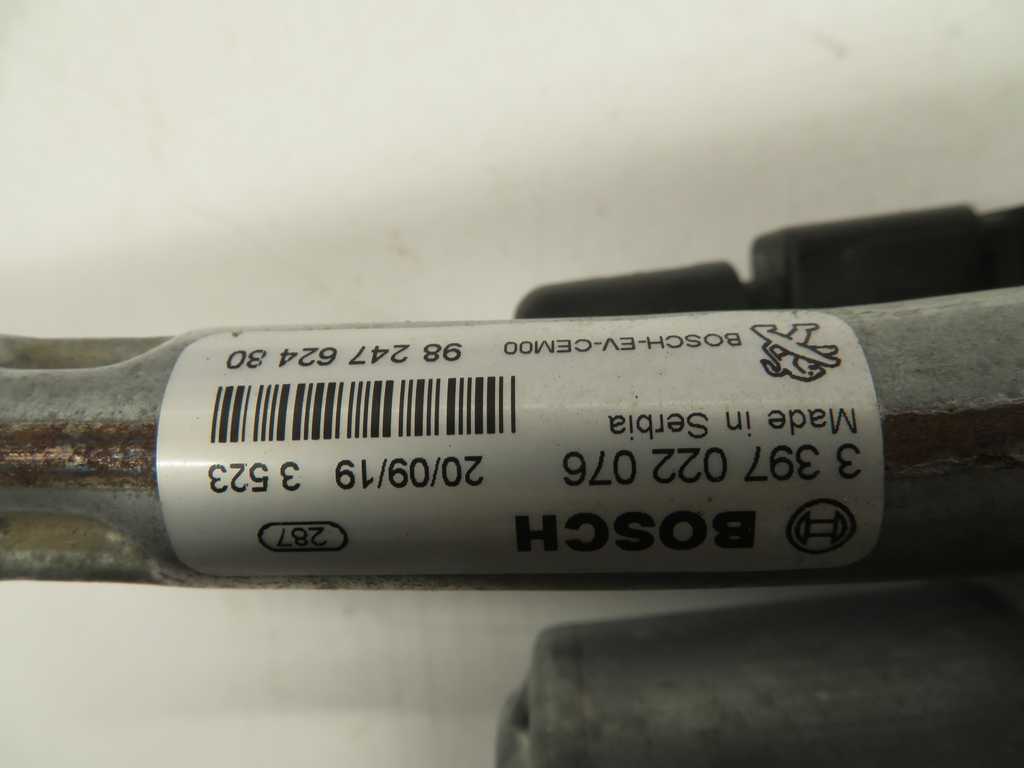 BOSCH 287
3 397 022 076 20/09/19 3 523
Made in Serbia
BOSCH-EV-CEM00 98 247 624 80